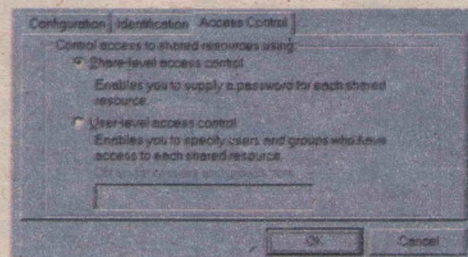 Configuration Identification Access Control
Control access to shared resources using:
Share-level access control
Enables you to supply a password for each shared
resource.
User-level access control
Enables you to specify users and groups who have
access to each shared resource.
OK Cancel